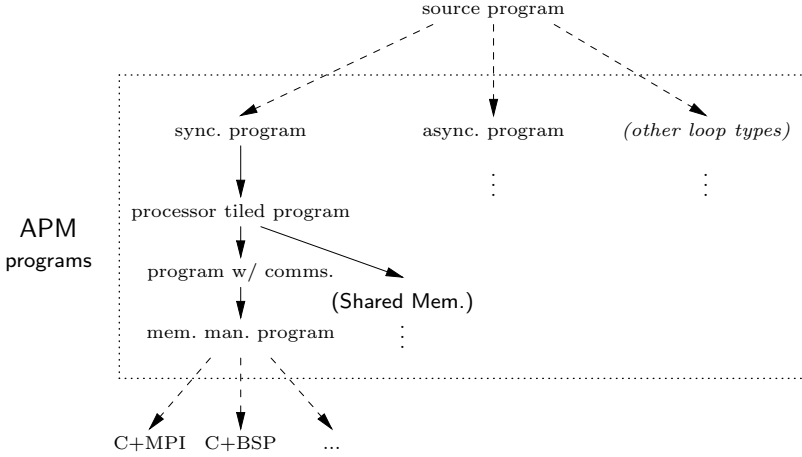 source program
sync. program
async. program
(other loop types)
⋮
⋮
processor tiled program
APM
programs
program w/ comms.
(Shared Mem.)
⋮
mem. man. program
C+MPI
C+BSP
...